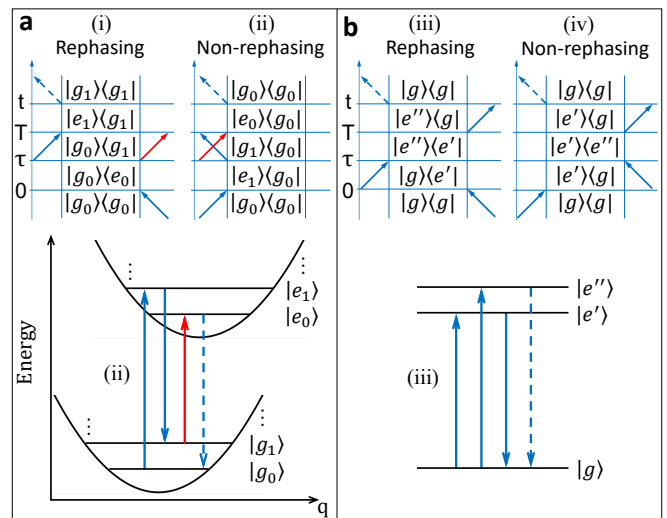 a
(i)
Rephasing
(ii)
Non-rephasing
t
|g₁⟩⟨g₁|
|g₀⟩⟨g₀|
|e₁⟩⟨g₁|
|e₀⟩⟨g₀|
T
|g₀⟩⟨g₁|
|g₁⟩⟨g₀|
τ
|g₀⟩⟨e₀|
|e₁⟩⟨g₀|
0
|g₀⟩⟨g₀|
|g₀⟩⟨g₀|
Energy
⋮
⋮
|e₁⟩
|e₀⟩
(ii)
⋮
⋮
|g₁⟩
|g₀⟩
q
b
(iii)
Rephasing
(iv)
Non-rephasing
t
|g⟩⟨g|
|g⟩⟨g|
|e''⟩⟨g|
|e'⟩⟨g|
T
|e''⟩⟨e'|
|e'⟩⟨e''|
τ
|g⟩⟨e'|
|e'⟩⟨g|
0
|g⟩⟨g|
|g⟩⟨g|
|e''⟩
|e'⟩
(iii)
|g⟩